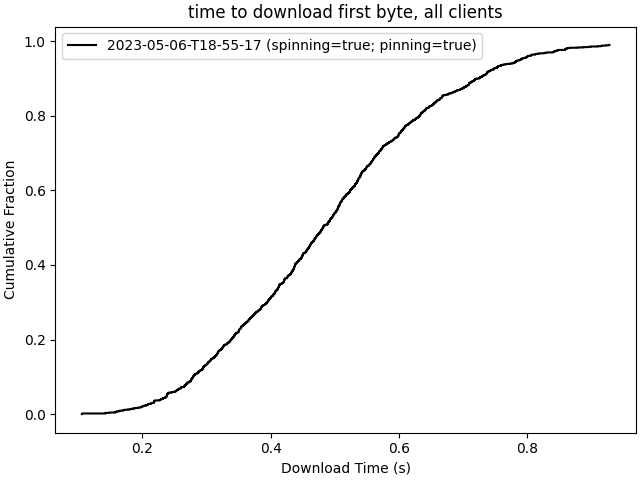 time to download first byte, all clients
2023-05-06-T18-55-17 (spinning=true; pinning=true)
Cumulative Fraction
1.0
0.8
0.6
0.4
0.2
0.0
0.2 0.4 0.6 0.8
Download Time (s)